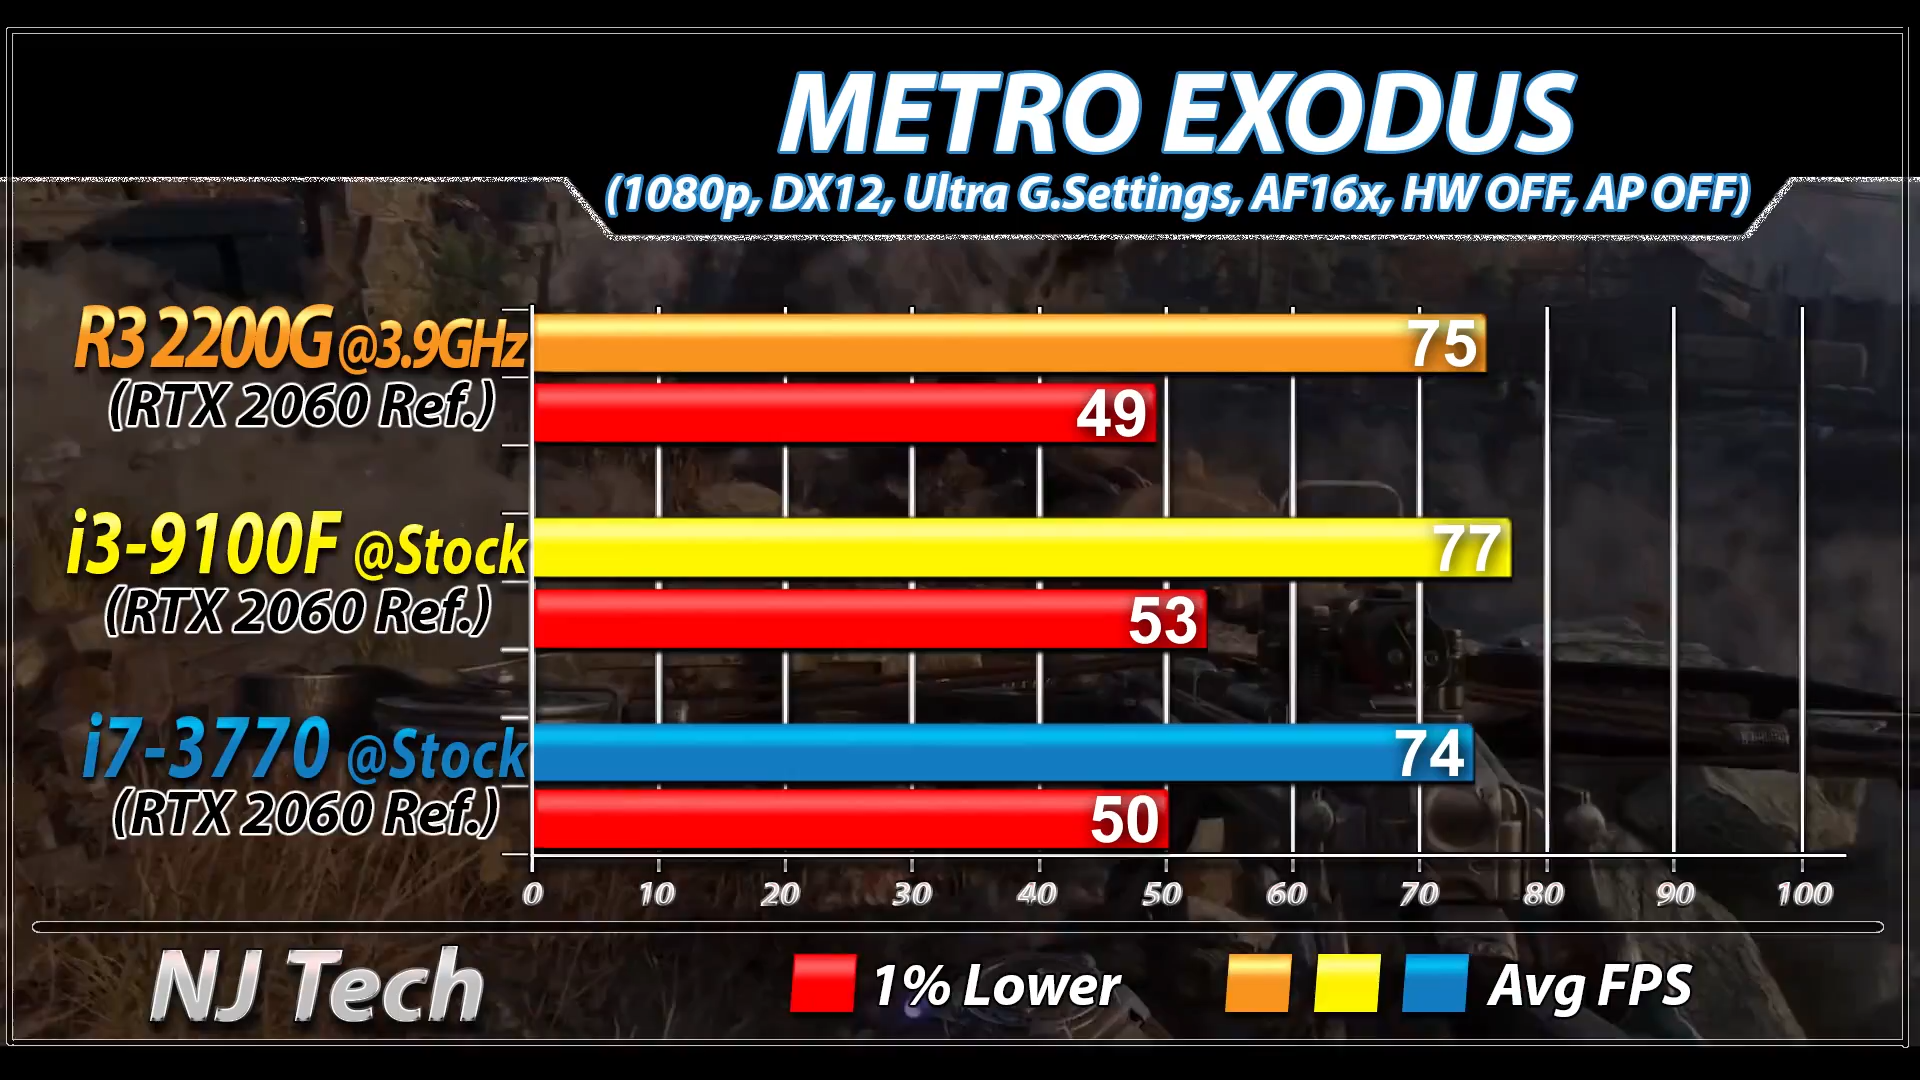 METRO EXODUS
(1080p, DX12, Ultra G.Settings, AF16x, HW OFF, AP OFF)
R3 2200G @3.9GHz
(RTX 2060 Ref.)
75
49
i3-9100F @Stock
(RTX 2060 Ref.)
77
53
i7-3770 @Stock
(RTX 2060 Ref.)
74
50
0 10 20 30 40 50 60 70 80 90 100
NJ Tech
1% Lower
Avg FPS